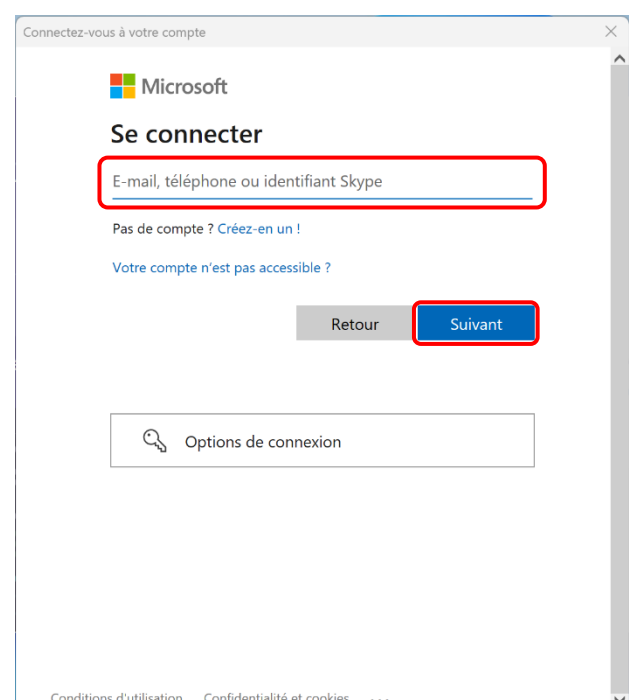 Connectez-vous à votre compte
Microsoft
Se connecter
E-mail, téléphone ou identifiant Skype
Pas de compte ? Créez-en un !
Votre compte n'est pas accessible ?
Retour Suivant
Options de connexion
Conditions d'utilisation Confidentialité et cookies ...